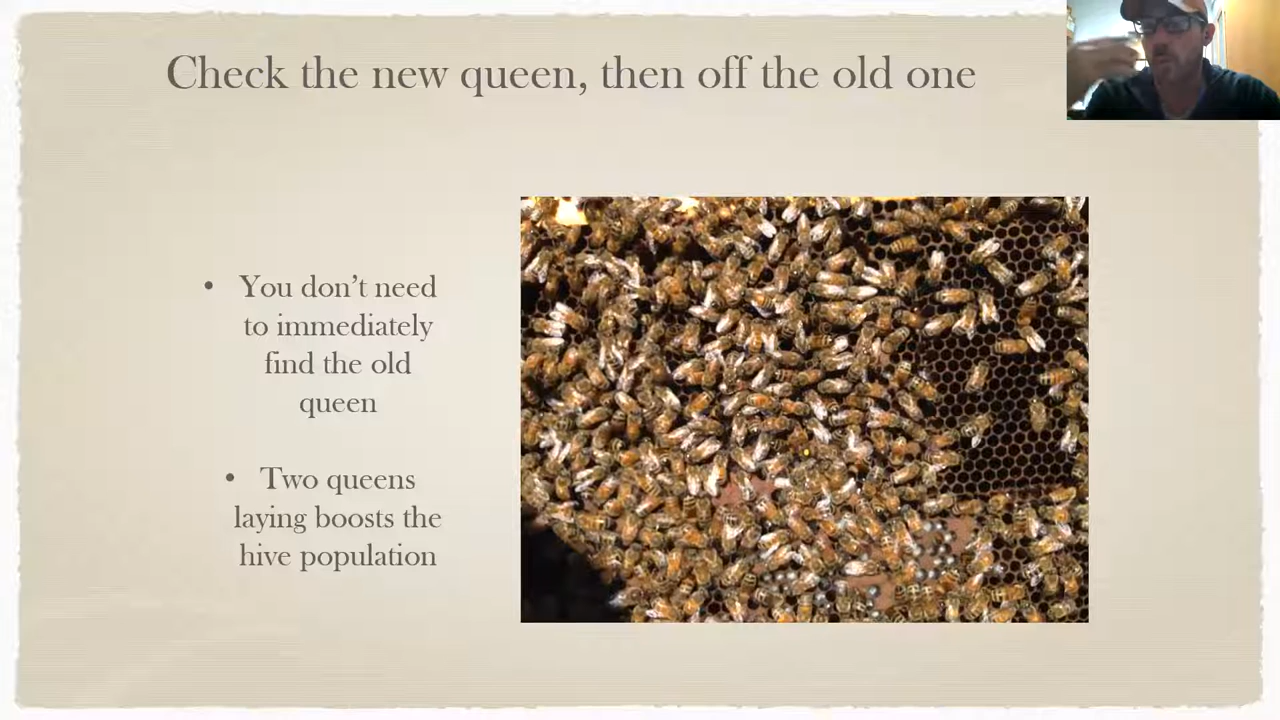 Check the new queen, then off the old one
• You don’t need
to immediately
find the old
queen
• Two queens
laying boosts the
hive population